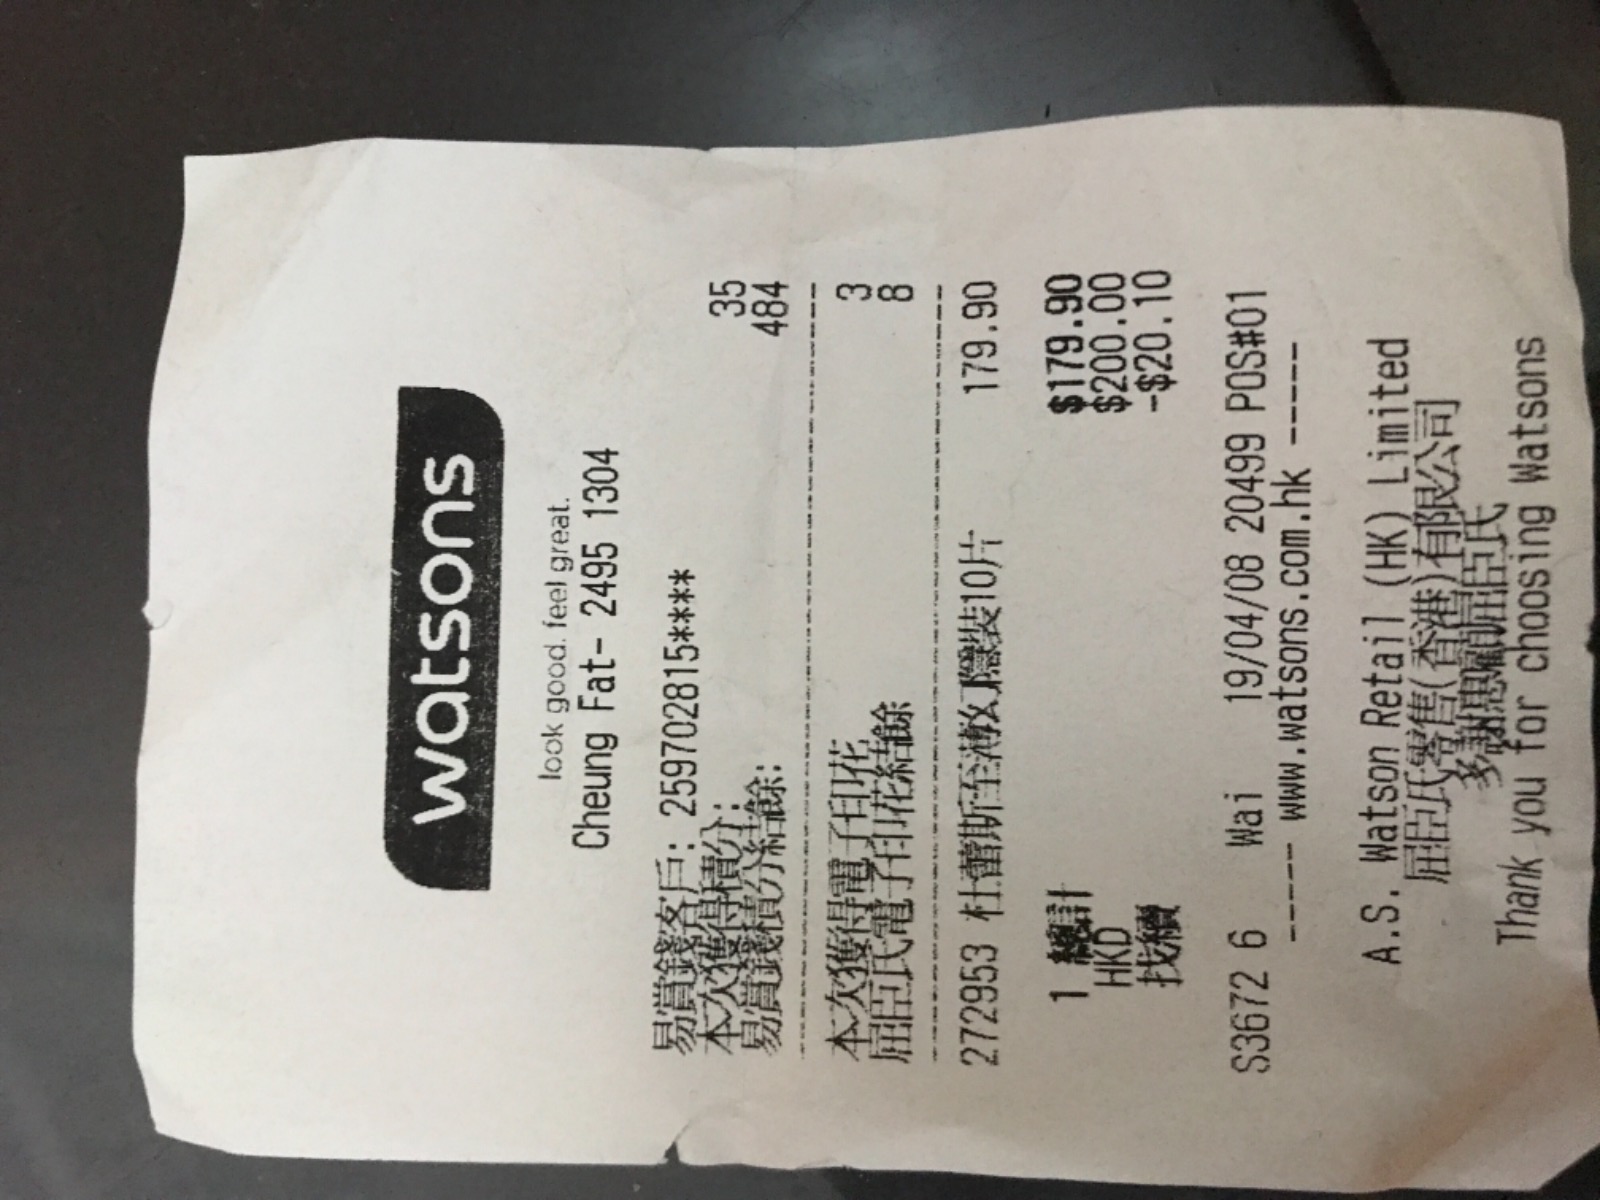 watsons
look good. feel great.
Cheung Fat- 2495 1304
易賞錢客戶: 259702815****
本次獲得積分: 35
易賞錢積分結餘: 484
本次獲得電子印花 3
屈臣氏電子印花結餘 8
272953 杜蕾斯至薄幻隱裝10片 179.90
1 總計 $179.90
HKD $200.00
找續 -$20.10
S3672 6 Wai 19/04/08 20499 POS#01
----- www.watsons.com.hk -----
A.S. Watson Retail (HK) Limited
屈臣氏零售(香港)有限公司
多謝惠顧屈臣氏
Thank you for choosing Watsons